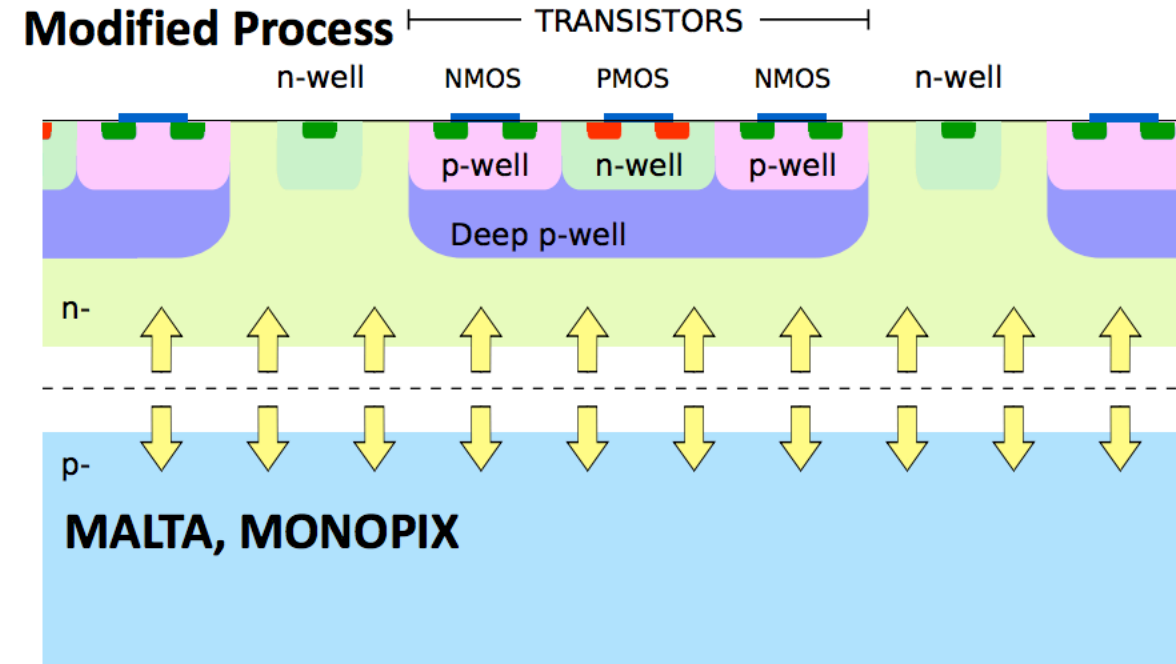 Modified Process
TRANSISTORS
n-well NMOS PMOS NMOS n-well
p-well n-well p-well
Deep p-well
n-
p-
MALTA, MONOPIX